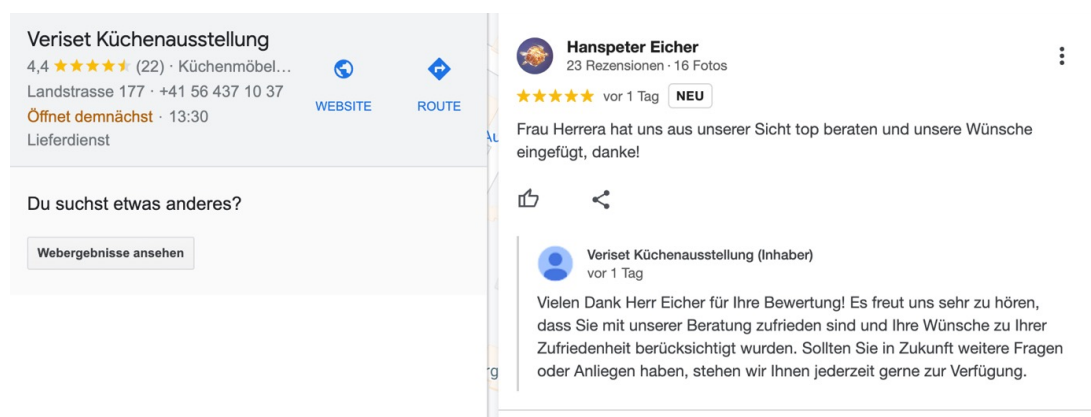 Veriset Küchenausstellung
4,4 ★★★★★ (22) · Küchenmöbel...
Landstrasse 177 · +41 56 437 10 37
Öffnet demnächst · 13:30
Lieferdienst
WEBSITE
ROUTE
Du suchst etwas anderes?
Webergebnisse ansehen
Hanspeter Eicher
23 Rezensionen · 16 Fotos
★★★★★ vor 1 Tag NEU
Frau Herrera hat uns aus unserer Sicht top beraten und unsere Wünsche
eingefügt, danke!
Veriset Küchenausstellung (Inhaber)
vor 1 Tag
Vielen Dank Herr Eicher für Ihre Bewertung! Es freut uns sehr zu hören,
dass Sie mit unserer Beratung zufrieden sind und Ihre Wünsche zu Ihrer
Zufriedenheit berücksichtigt wurden. Sollten Sie in Zukunft weitere Fragen
oder Anliegen haben, stehen wir Ihnen jederzeit gerne zur Verfügung.